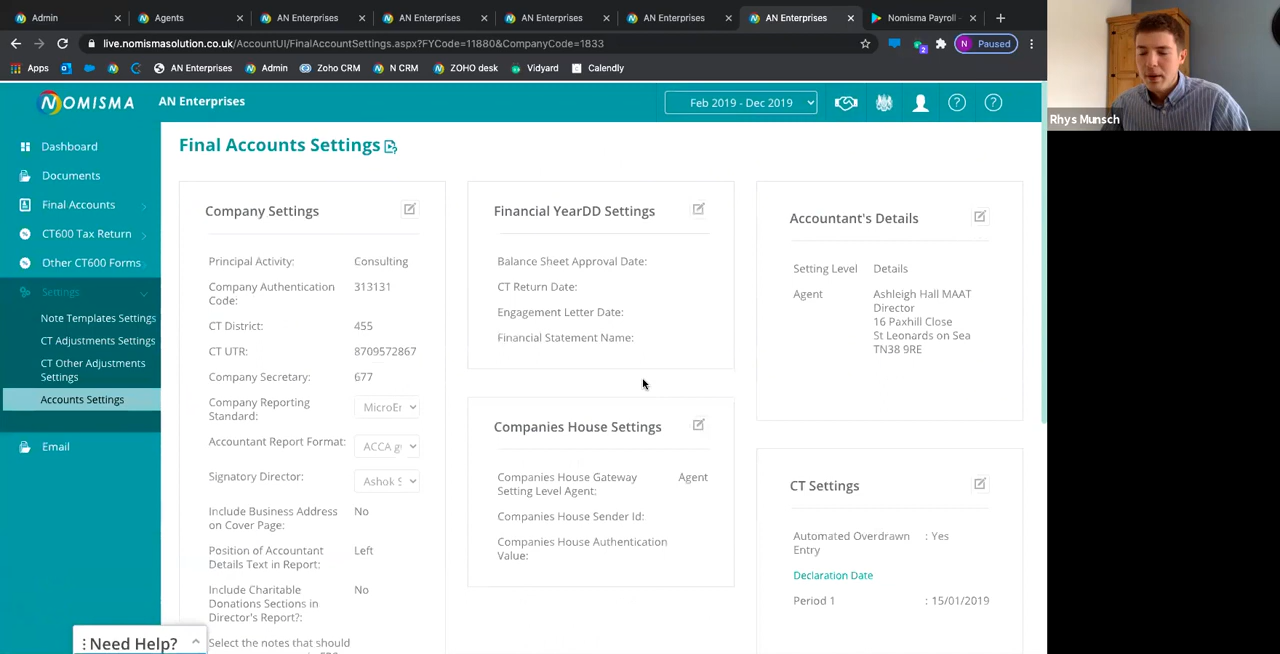 Admin
Agents
AN Enterprises
AN Enterprises
AN Enterprises
AN Enterprises
AN Enterprises
Nomisma Payroll -
live.nomismasolution.co.uk/AccountUI/FinalAccountSettings.aspx?FYCode=11880&CompanyCode=1833
2
N Paused
Apps
AN Enterprises
Admin
Zoho CRM
N CRM
ZOHO desk
Vidyard
Calendly
NOMISMA
AN Enterprises
Feb 2019 - Dec 2019
Rhys Munsch
Dashboard
Documents
Final Accounts
CT600 Tax Return
Other CT600 Forms
Settings
Note Templates Settings
CT Adjustments Settings
CT Other Adjustments
Settings
Accounts Settings
Email
Final Accounts Settings
Company Settings
Principal Activity: Consulting
Company Authentication
Code: 313131
CT District: 455
CT UTR: 8709572867
Company Secretary: 677
Company Reporting
Standard: MicroEr
Accountant Report Format: ACCA g
Signatory Director: Ashok S
Include Business Address
on Cover Page: No
Position of Accountant
Details Text in Report: Left
Include Charitable
Donations Sections in
Director's Report?: No
Select the notes that should
Financial YearDD Settings
Balance Sheet Approval Date:
CT Return Date:
Engagement Letter Date:
Financial Statement Name:
Companies House Settings
Companies House Gateway
Setting Level Agent: Agent
Companies House Sender Id:
Companies House Authentication
Value:
Accountant's Details
Setting Level Details
Agent Ashleigh Hall MAAT
Director
16 Paxhill Close
St Leonards on Sea
TN38 9RE
CT Settings
Automated Overdrawn
Entry : Yes
Declaration Date
Period 1 : 15/01/2019
Need Help?